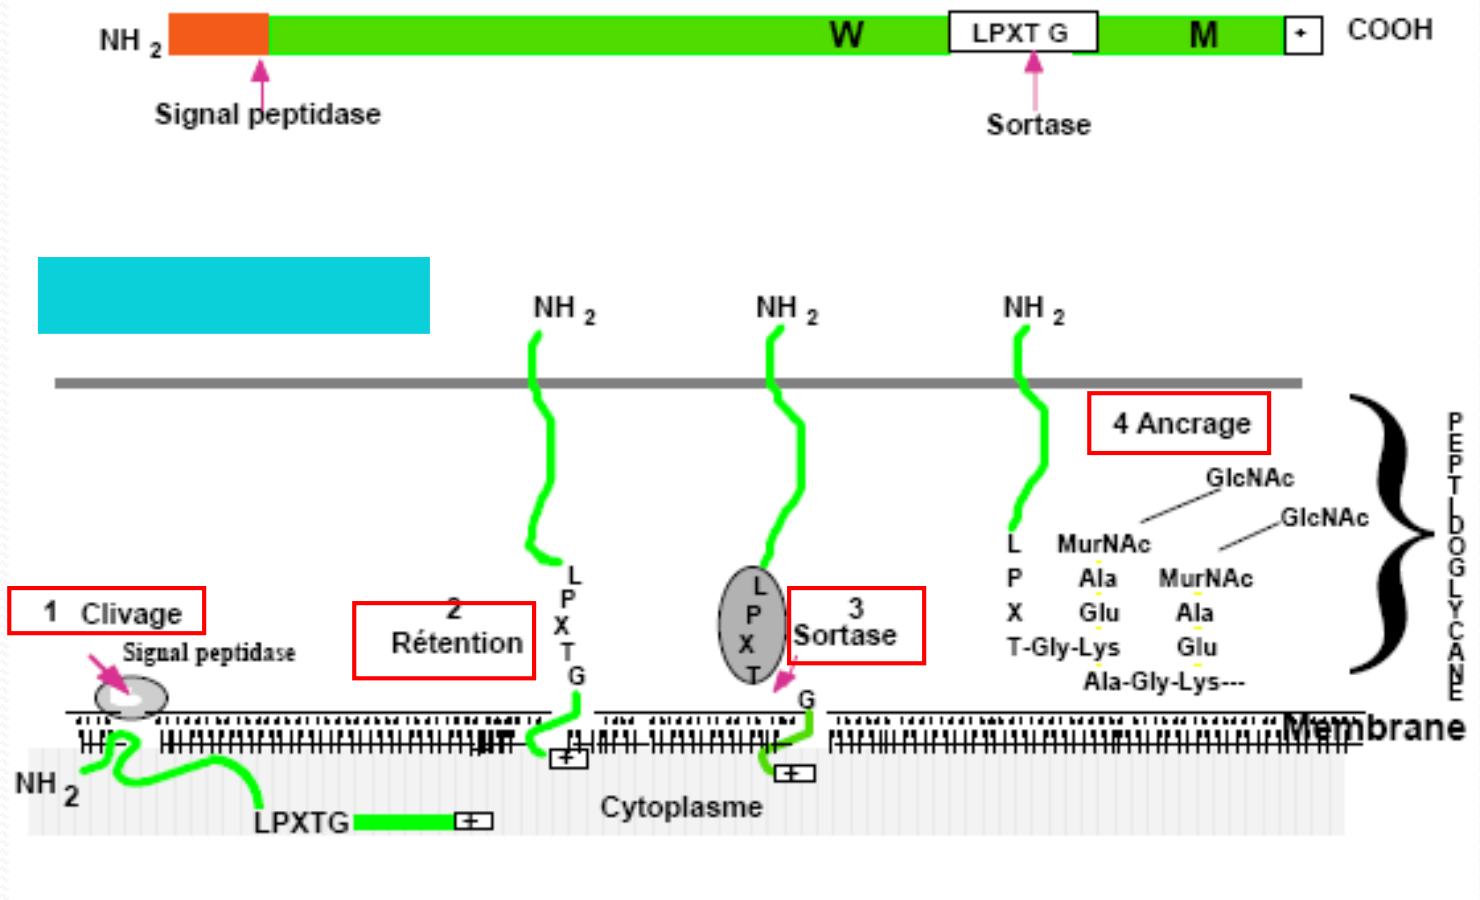 NH 2 W LPXT G M + COOH
Signal peptidase
Sortase
NH 2
NH 2
NH 2
4 Ancrage
GlcNAc
GlcNAc
L MurNAc
P Ala MurNAc
X Glu Ala
T-Gly-Lys Glu
Ala-Gly-Lys---
PEPTIDOGLYCANE
1 Clivage
Signal peptidase
2
Rétention
L
P
X
T
G
+
L
P
X
T
3
Sortase
G
+
Membrane
NH 2
LPXTG +
Cytoplasme